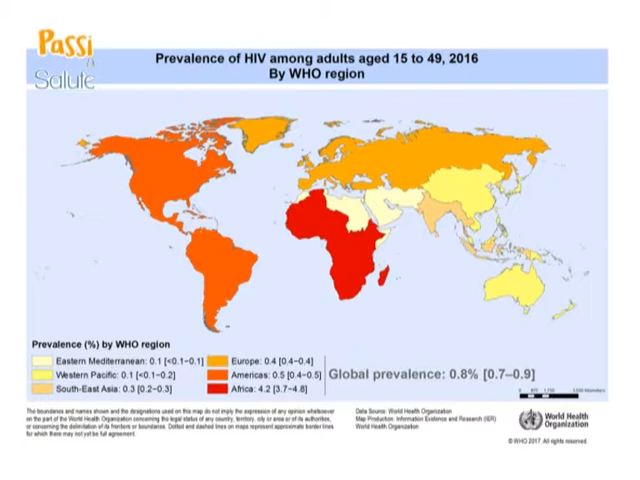 Passi
di
Salute
Prevalence of HIV among adults aged 15 to 49, 2016
By WHO region
Prevalence (%) by WHO region
Eastern Mediterranean: 0.1 [<0.1–0.1]
Western Pacific: 0.1 [<0.1–0.2]
South-East Asia: 0.3 [0.2–0.3]
Europe: 0.4 [0.4–0.4]
Americas: 0.5 [0.4–0.5]
Africa: 4.2 [3.7–4.8]
Global prevalence: 0.8% [0.7–0.9]
The boundaries and names shown and the designations used on this map do not imply the expression of any opinion whatsoever
on the part of the World Health Organization concerning the legal status of any country, territory, city or area or of its authorities,
or concerning the delimitation of its frontiers or boundaries. Dotted and dashed lines on maps represent approximate border lines
for which there may not yet be full agreement.
Data Source: World Health Organization
Map Production: Information Evidence and Research (IER)
World Health Organization
World Health
Organization
© WHO 2017. All rights reserved.